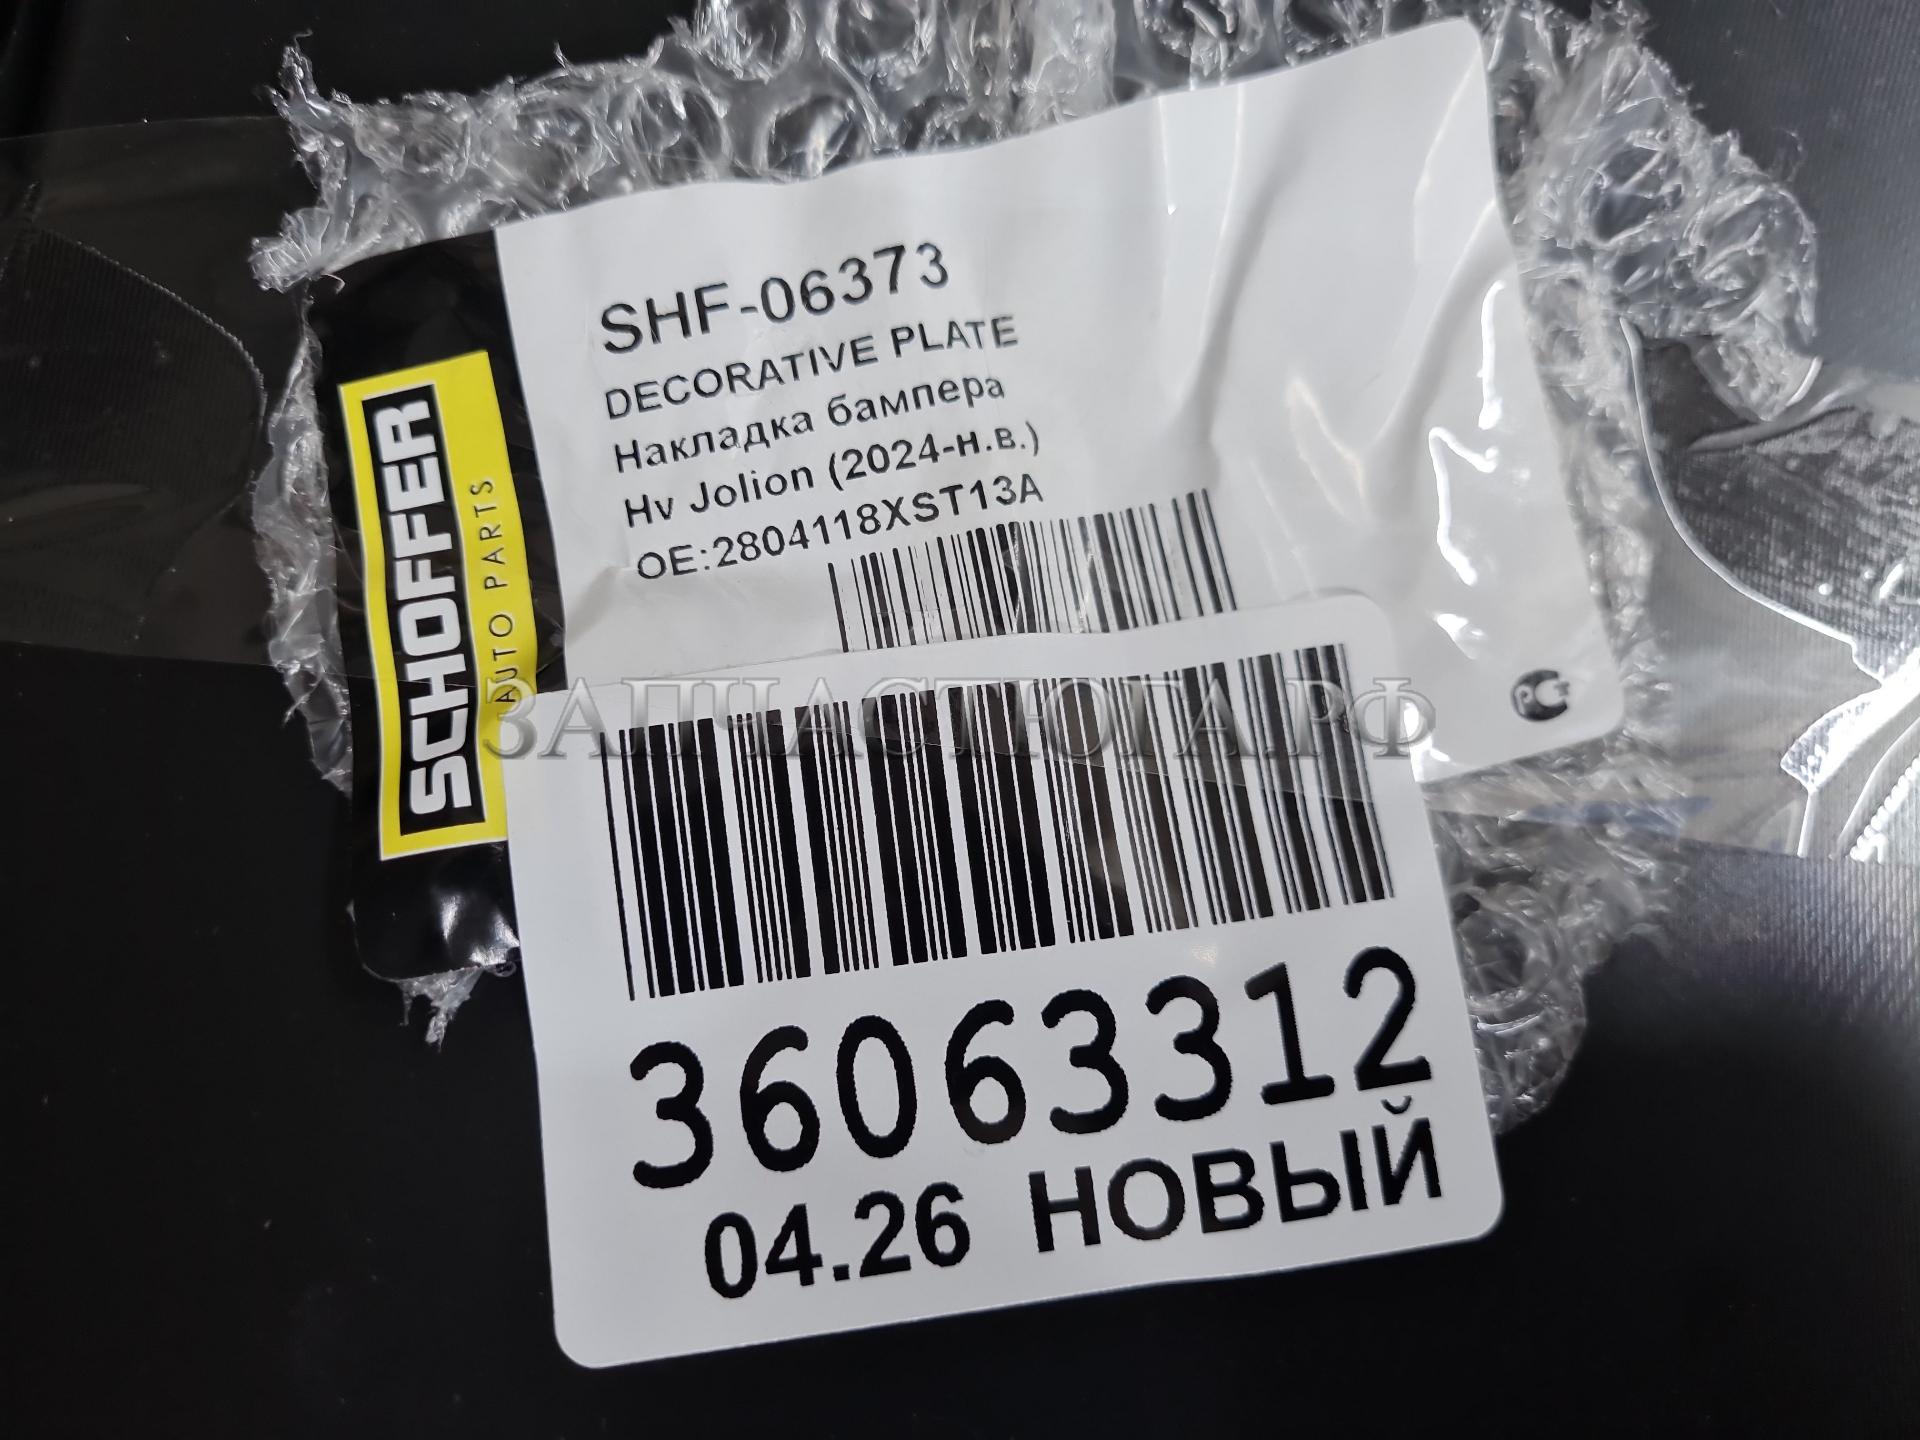 SHF-06373
DECORATIVE PLATE
Накладка бампера
Hv Jolion (2024-н.в.)
OE:2804118XST13A
SCHOFFER
AUTO PARTS
ЗАПЧАСТЮГА.РФ
36063312
04.26 НОВЫЙ